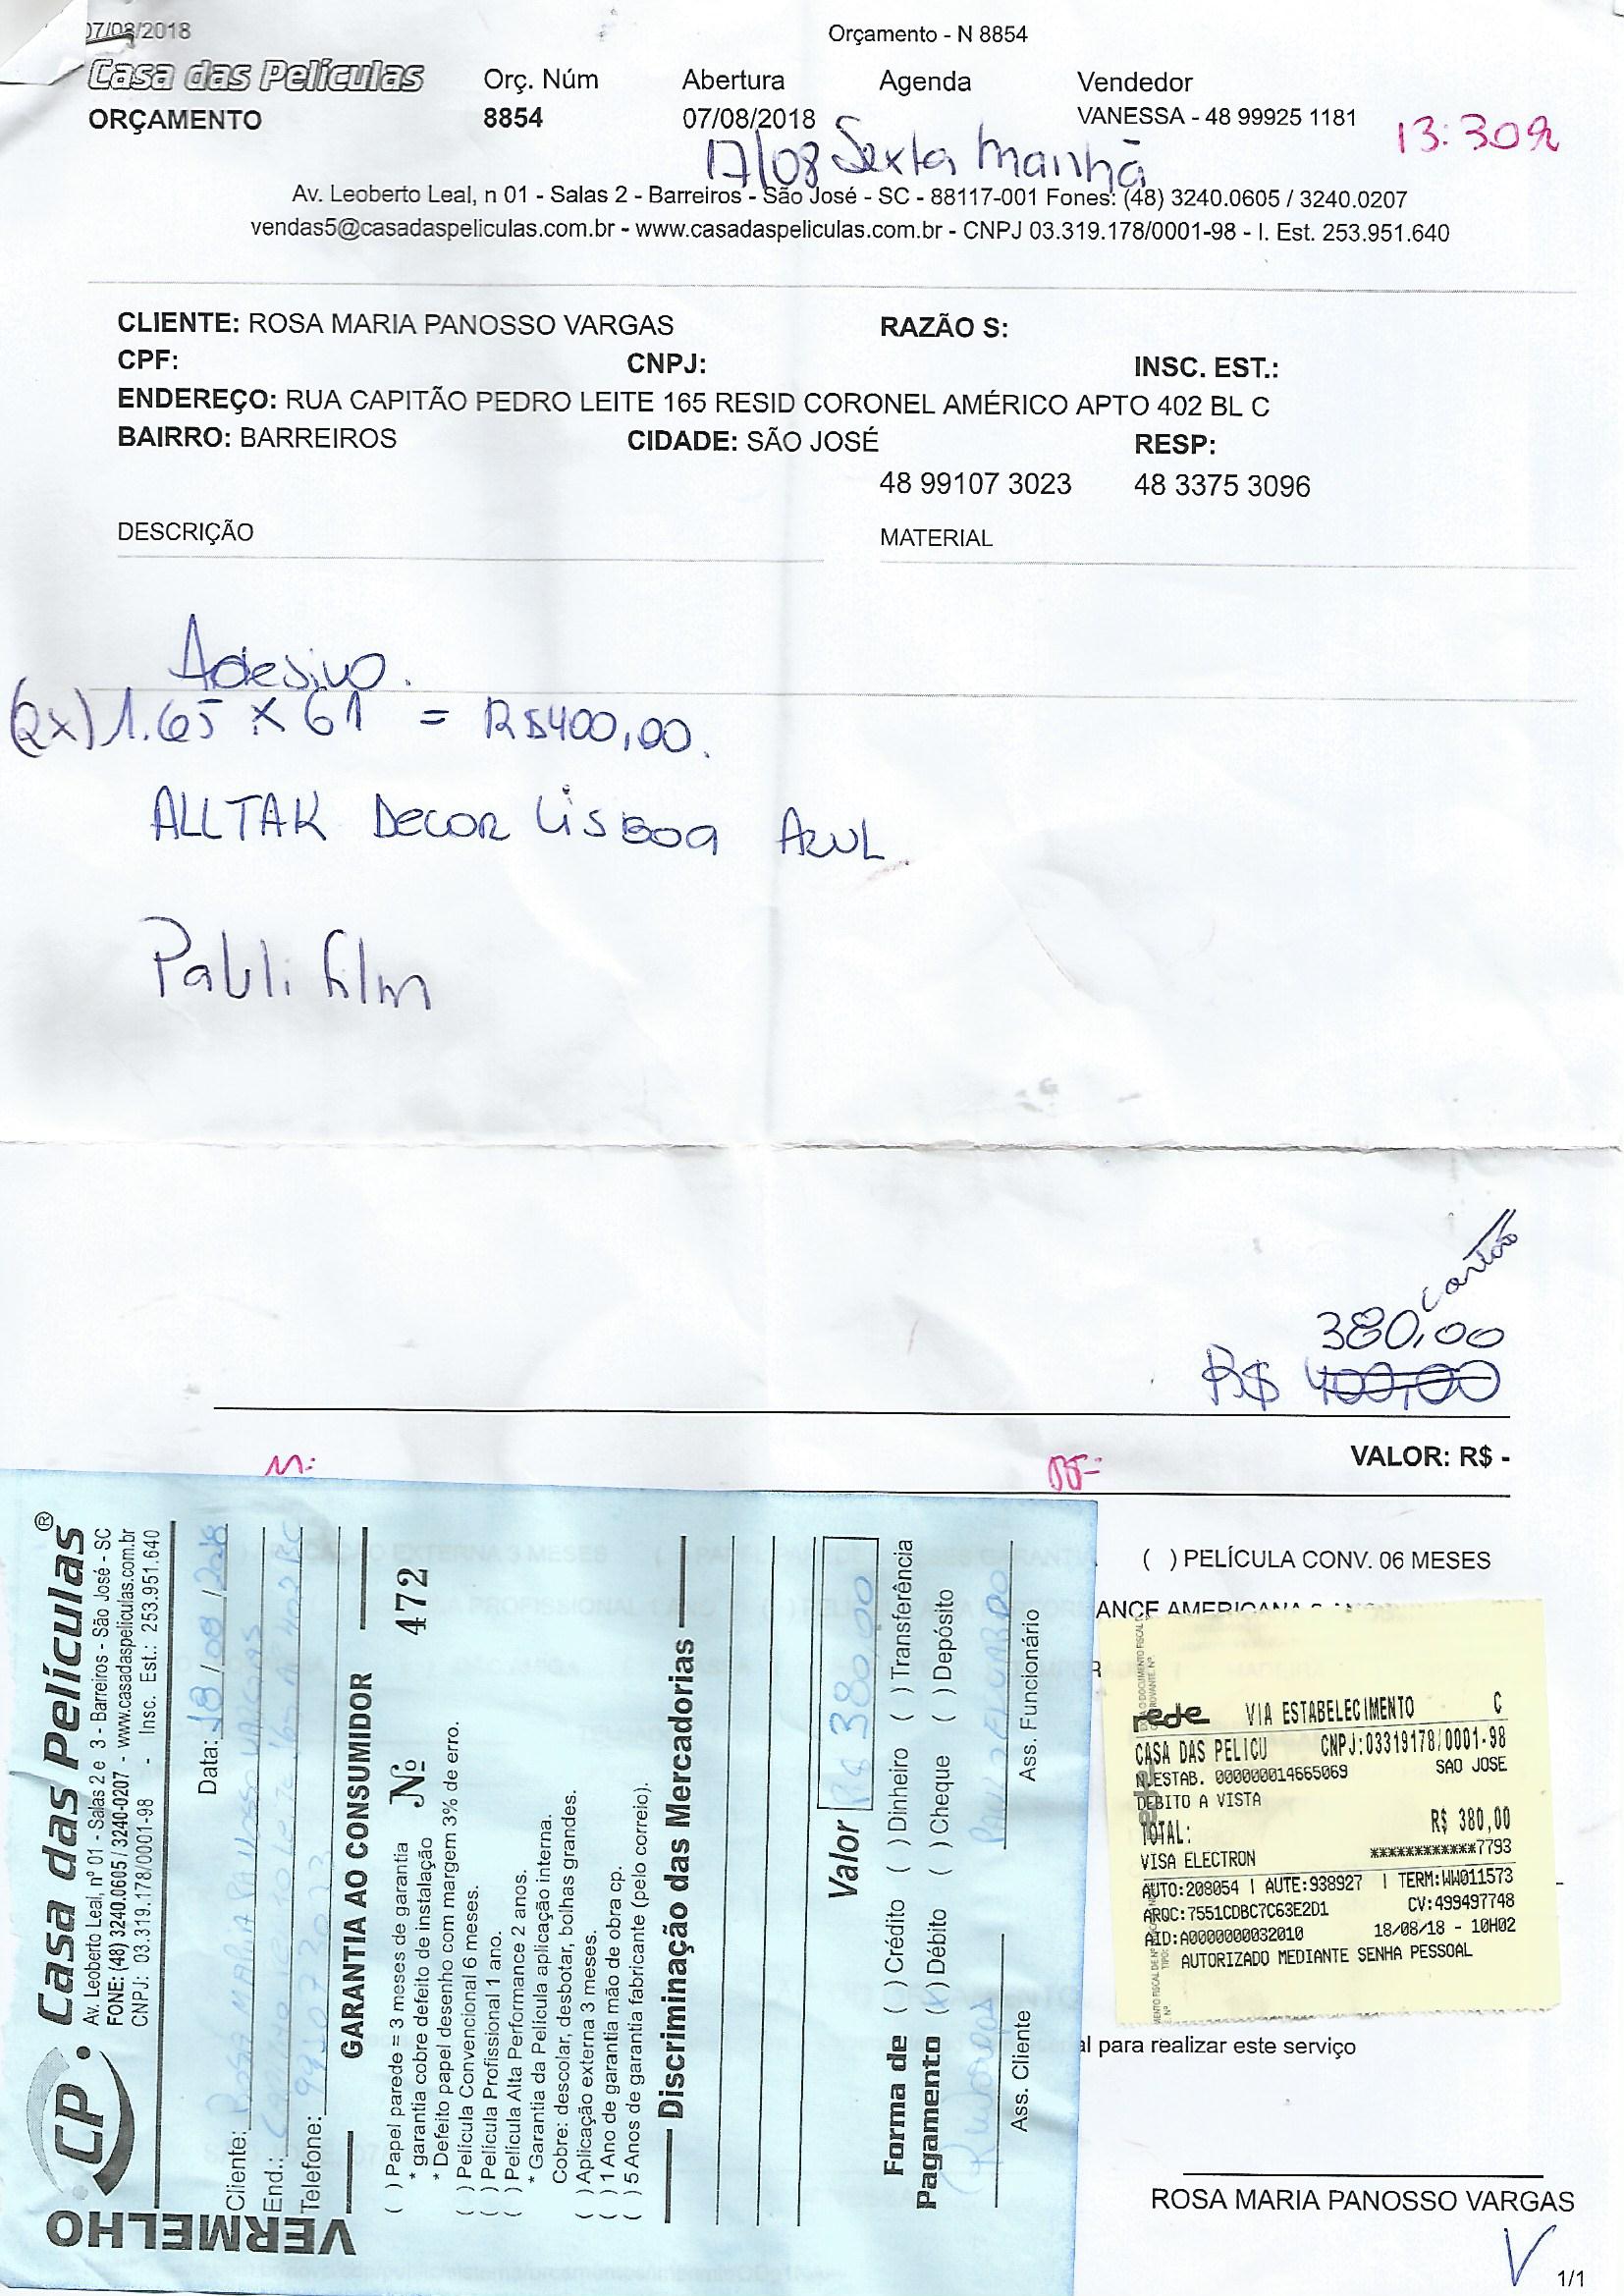 07/08/2018
Orçamento - N 8854
Casa das Películas
ORÇAMENTO
Orç. Núm
8854
Abertura
07/08/2018
Agenda
Vendedor
VANESSA - 48 99925 1181
13:30
17/08 Sexta Manhã
Av. Leoberto Leal, n 01 - Salas 2 - Barreiros - São José - SC - 88117-001 Fones: (48) 3240.0605 / 3240.0207
vendas5@casadaspeliculas.com.br - www.casadaspeliculas.com.br - CNPJ 03.319.178/0001-98 - I. Est. 253.951.640
CLIENTE: ROSA MARIA PANOSSO VARGAS RAZÃO S:
CPF: CNPJ: INSC. EST.:
ENDEREÇO: RUA CAPITÃO PEDRO LEITE 165 RESID CORONEL AMÉRICO APTO 402 BL C
BAIRRO: BARREIROS CIDADE: SÃO JOSÉ RESP:
48 99107 3023 48 3375 3096
DESCRIÇÃO MATERIAL
Adesivo.
(2x) 1.65 x 61 = R$400,00.
ALLTAK DECOR LISBOA AZUL.
Pauli film
cartão
380,00
R$ 400,00
VALOR: R$ -
M:
( ) PELÍCULA CONV. 06 MESES
ANCE AMERICANA
al para realizar este serviço
ROSA MARIA PANOSSO VARGAS
V
1/1
CP Casa das Películas®
Av. Leoberto Leal, nº 01 - Salas 2 e 3 - Barreiros - São José - SC
FONE: (48) 3240.0605 / 3240-0207 - www.casadaspeliculas.com.br
CNPJ: 03.319.178/0001-98 - Insc. Est.: 253.951.640
VERMELHO
Data: 18/08/2018
Cliente: ROSA MARIA PANOSSO VARGAS
End.:
Telefone: 99107 3023
GARANTIA AO CONSUMIDOR
Nº 472
( ) Papel parede = 3 meses de garantia
* garantia cobre defeito de instalação
* Defeito papel desenho com margem 3% de erro.
( ) Película Convencional 6 meses.
( ) Película Profissional 1 ano.
( ) Película Alta Performance 2 anos.
* Garantia da Película aplicação interna.
Cobre: descolar, desbotar, bolhas grandes.
( ) Aplicação externa 3 meses.
( ) 1 Ano de garantia mão de obra cp.
( ) 5 Anos de garantia fabricante (pelo correio).
Discriminação das Mercadorias
Valor R$ 380,00
Forma de Pagamento
( ) Crédito ( ) Dinheiro ( ) Transferência
(x) Débito ( ) Cheque ( ) Depósito
Ass. Cliente
Ass. Funcionário
rede VIA ESTABELECIMENTO C
CASA DAS PELICU CNPJ:03319178/0001-98
N.ESTAB. 000000014665069 SAO JOSE
DEBITO A VISTA
TOTAL: R$ 380,00
VISA ELECTRON ************7793
AUTO:208054 | AUTE:938927 | TERM:WW011573
ARQC:7551CDBC7C63E2D1 CV:499497748
AID:A0000000032010 18/08/18 - 10H02
AUTORIZADO MEDIANTE SENHA PESSOAL